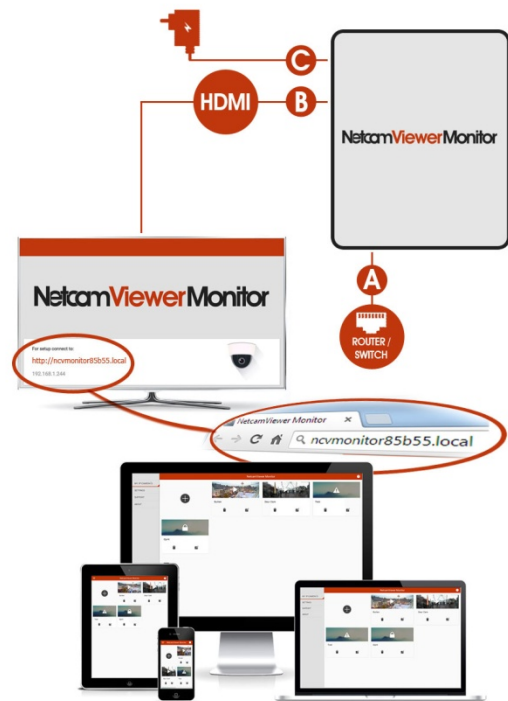 C
HDMI
B
NetcamViewerMonitor
A
ROUTER /
SWITCH
NetcamViewerMonitor
For setup connect to:
http://ncvmonitor85b55.local
192.168.1.244
NetcamViewer Monitor
ncvmonitor85b55.local